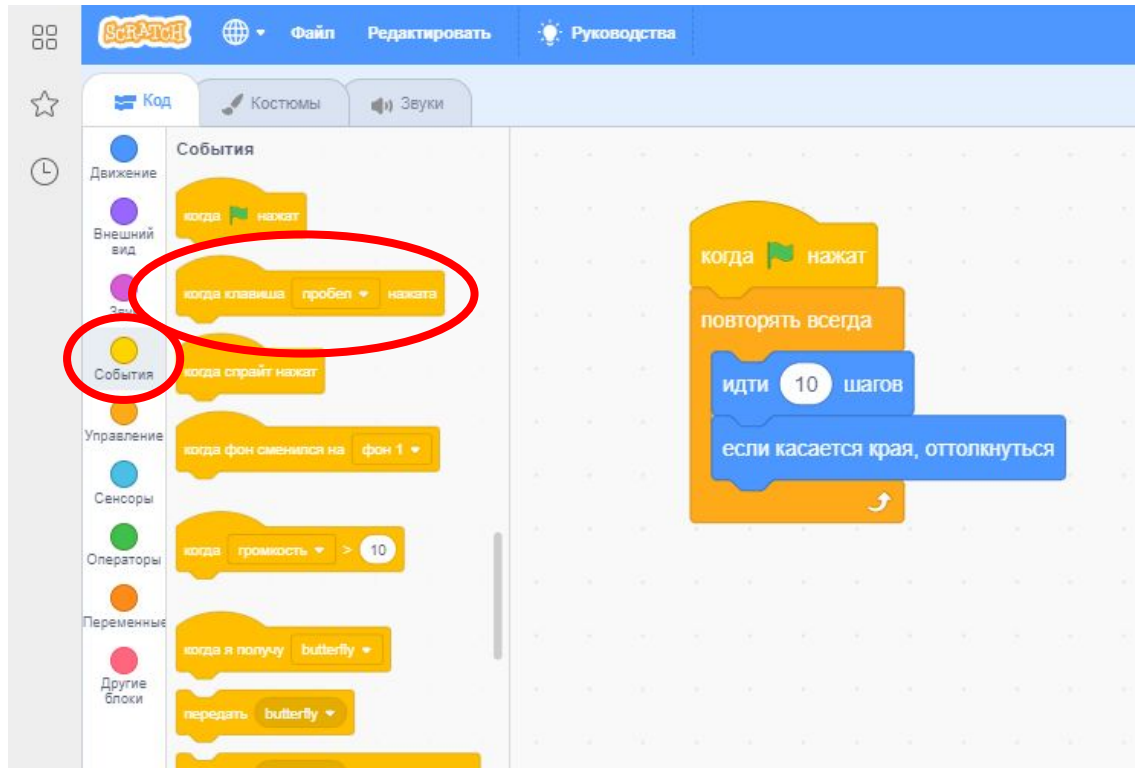 SCRATCH Файл Редактировать Руководства
Код Костюмы Звуки
Движение
Внешний
вид
События
Управление
Сенсоры
Операторы
Переменные
Другие
блоки
События
когда нажат
когда клавиша пробел нажата
когда спрайт нажат
когда фон сменился на фон 1
когда громкость > 10
когда я получу butterfly
передать butterfly
когда нажат
повторять всегда
идти 10 шагов
если касается края, оттолкнуться